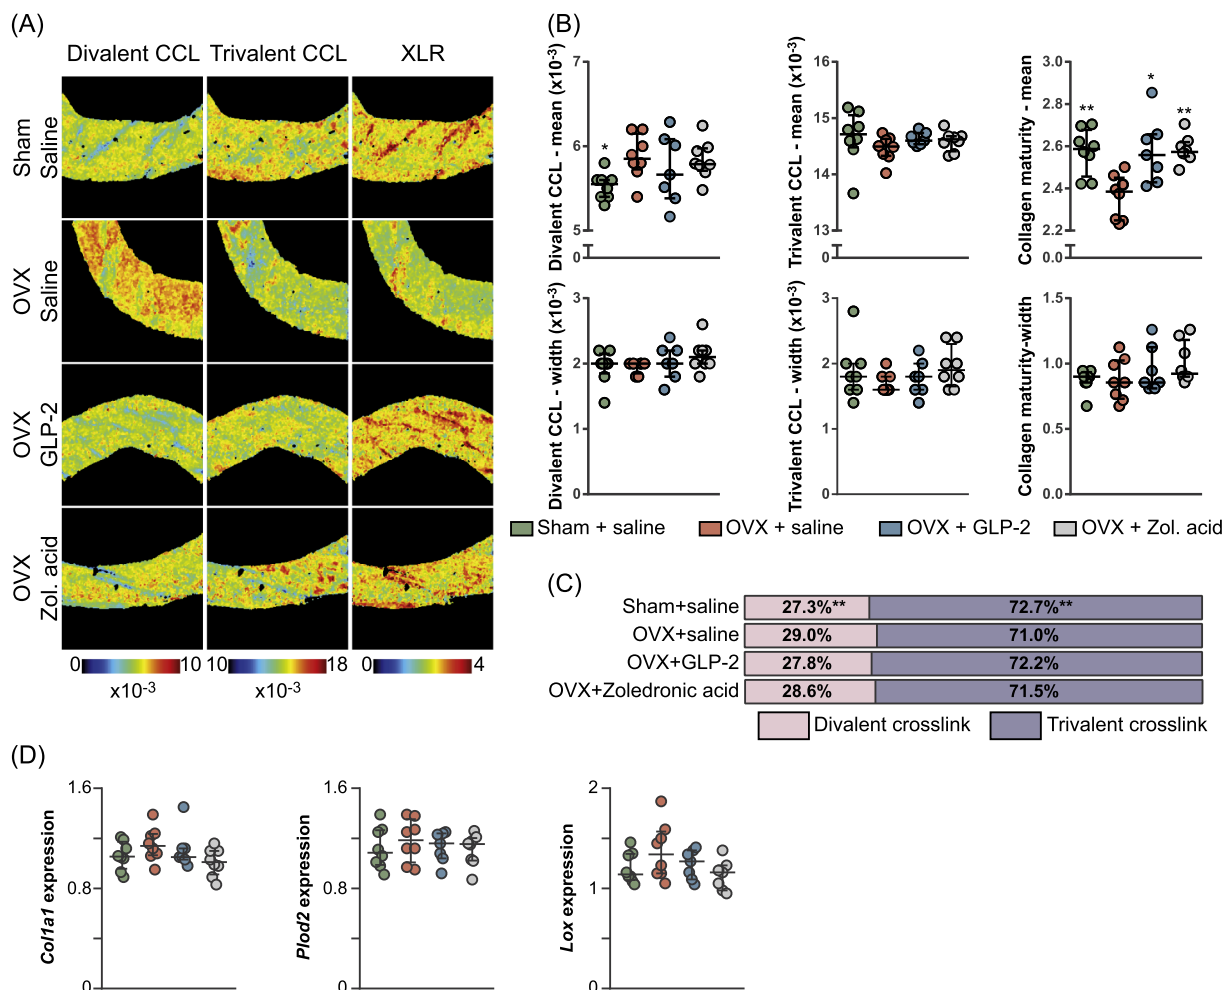 (A)
Divalent CCL Trivalent CCL XLR
Sham
Saline
OVX
Saline
OVX
GLP-2
OVX
Zol. acid
0 10 10 18 0 4
x10-3 x10-3
(B)
Divalent CCL - mean (x10-3)
7
6
5
0
Trivalent CCL - mean (x10-3)
16
15
14
13
0
Collagen maturity - mean
3.0
2.8
2.6
2.4
2.2
0.0
*
** * **
Divalent CCL - width (x10-3)
3
2
1
0
Trivalent CCL - width (x10-3)
3
2
1
0
Collagen maturity-width
1.5
1.0
0.5
0.0
Sham + saline OVX + saline OVX + GLP-2 OVX + Zol. acid
(C)
Sham+saline 27.3%** 72.7%**
OVX+saline 29.0% 71.0%
OVX+GLP-2 27.8% 72.2%
OVX+Zoledronic acid 28.6% 71.5%
Divalent crosslink Trivalent crosslink
(D)
Col1a1 expression
1.6
0.8
0
Plod2 expression
1.6
0.8
0
Lox expression
2
1
0